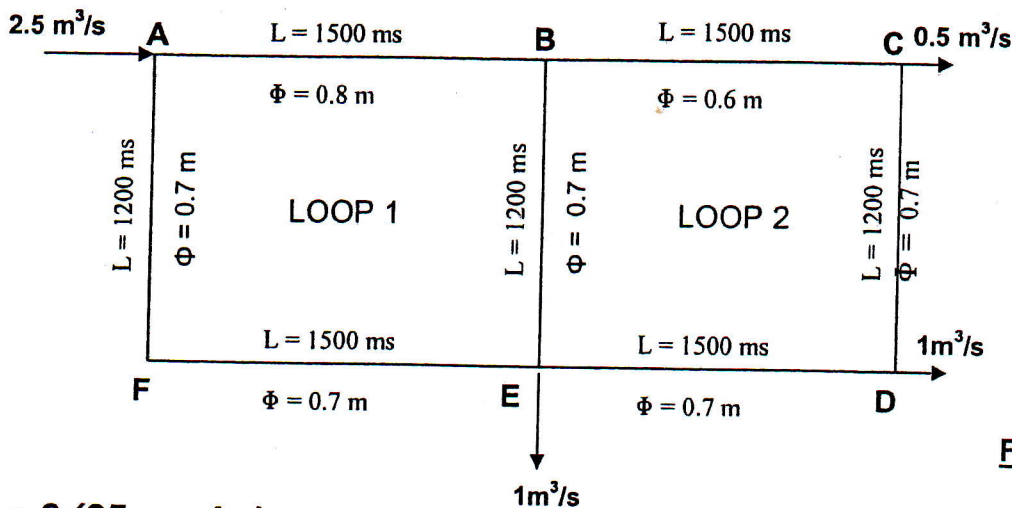 2.5 m³/s
A
L = 1500 ms
B
L = 1500 ms
C
0.5 m³/s
Φ = 0.8 m
Φ = 0.6 m
L = 1200 ms
Φ = 0.7 m
LOOP 1
L = 1200 ms
Φ = 0.7 m
LOOP 2
L = 1200 ms
Φ = 0.7 m
L = 1500 ms
L = 1500 ms
1m³/s
F
Φ = 0.7 m
E
Φ = 0.7 m
D
1m³/s